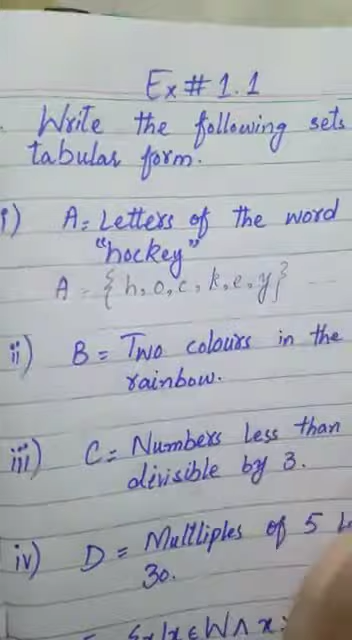 Ex # 1.1
Write the following sets
tabular form.
i) A = Letters of the word
"hockey"
A = {h, o, c, k, e, y}
ii) B = Two colours in the
rainbow.
iii) C = Numbers less than
divisible by 3.
iv) D = Multiples of 5
30.
{x/x ∈ W ∧ x